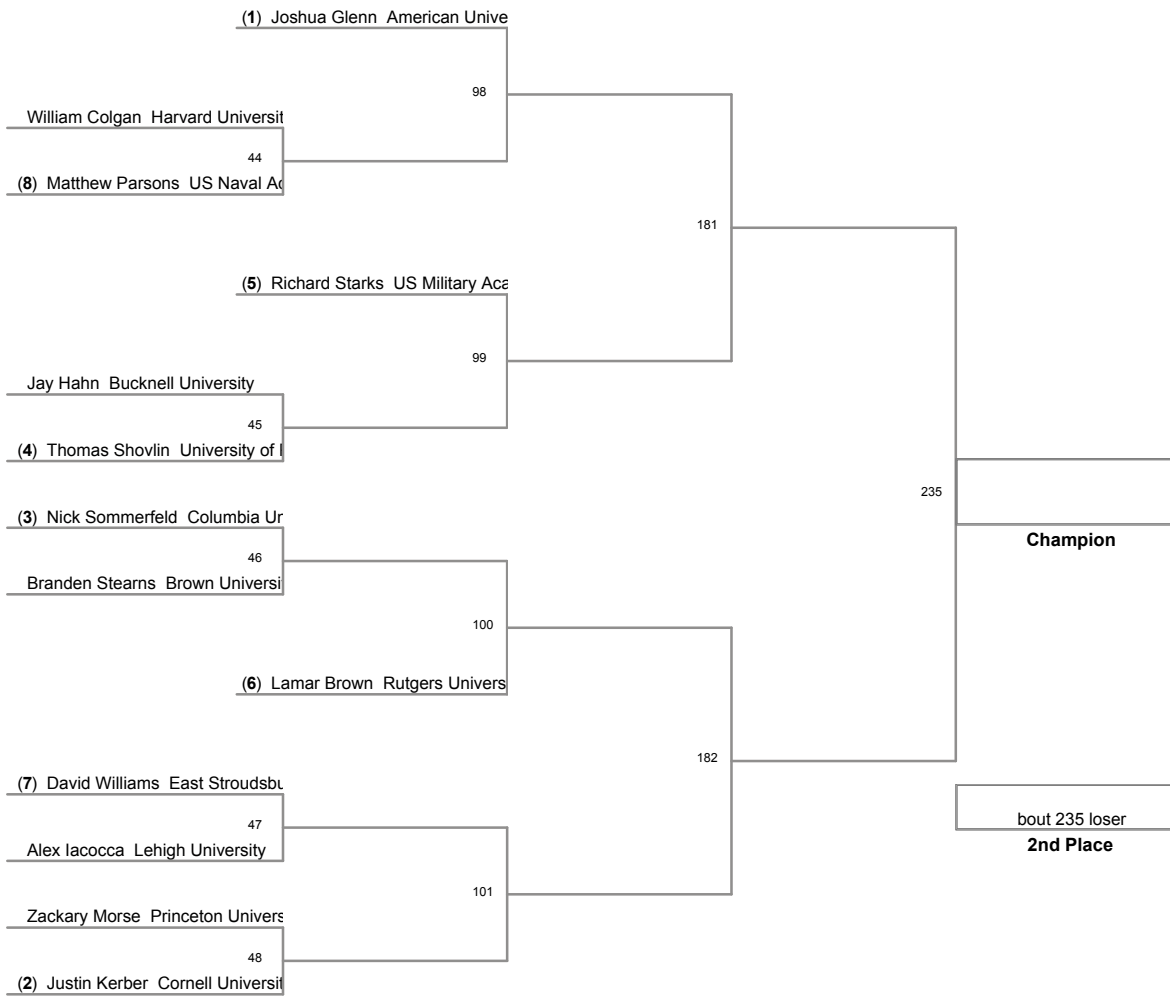 (1) Joshua Glenn American Unive
98
William Colgan Harvard Universit
44
(8) Matthew Parsons US Naval Ac
181
(5) Richard Starks US Military Aca
99
Jay Hahn Bucknell University
45
(4) Thomas Shovlin University of
235
(3) Nick Sommerfeld Columbia Un
Champion
46
Branden Stearns Brown Universi
100
(6) Lamar Brown Rutgers Univers
182
(7) David Williams East Stroudsbu
bout 235 loser
47
2nd Place
Alex Iacocca Lehigh University
101
Zackary Morse Princeton Univers
48
(2) Justin Kerber Cornell Universit